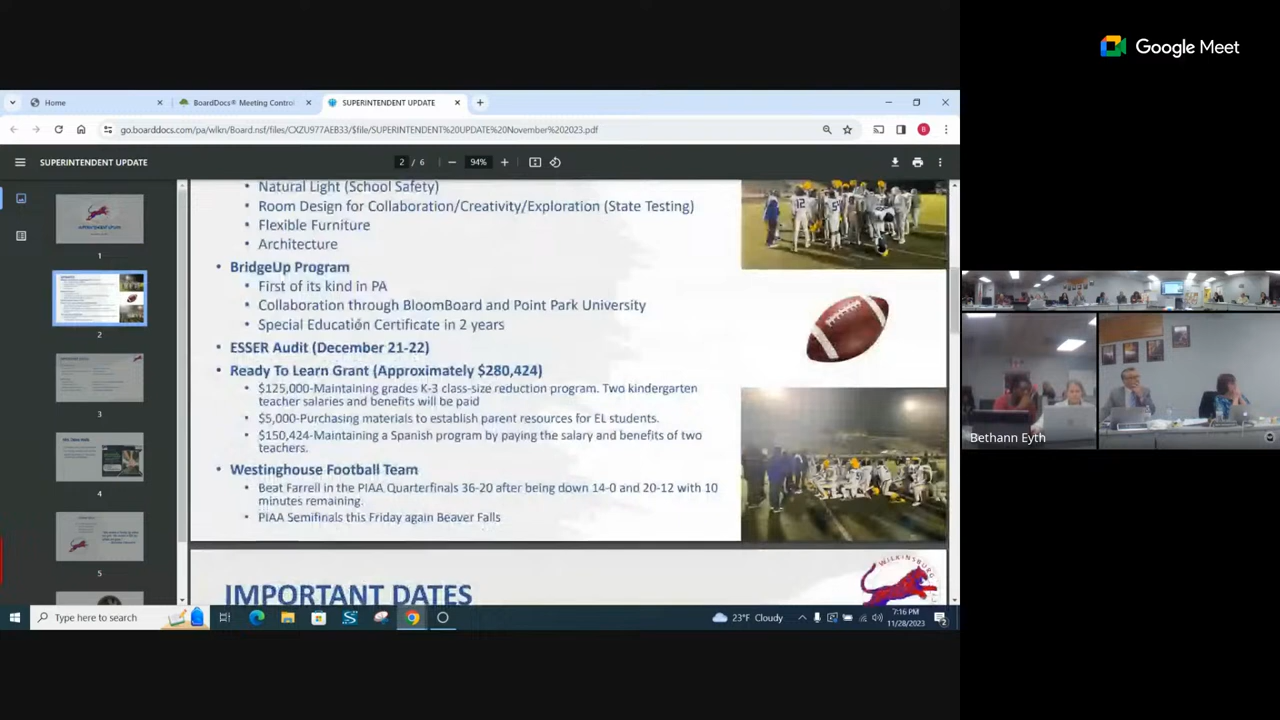 Google Meet
Home
BoardDocs® Meeting Control
SUPERINTENDENT UPDATE
go.boarddocs.com/pa/wlkn/Board.nsf/files/CXZU977AEB33/$file/SUPERINTENDENT%20UPDATE%20November%202023.pdf
SUPERINTENDENT UPDATE
2 / 6
94%
Natural Light (School Safety)
Room Design for Collaboration/Creativity/Exploration (State Testing)
Flexible Furniture
Architecture
BridgeUp Program
First of its kind in PA
Collaboration through BloomBoard and Point Park University
Special Education Certificate in 2 years
ESSER Audit (December 21-22)
Ready To Learn Grant (Approximately $280,424)
$125,000-Maintaining grades K-3 class-size reduction program. Two kindergarten
teacher salaries and benefits will be paid
$5,000-Purchasing materials to establish parent resources for EL students.
$150,424-Maintaining a Spanish program by paying the salary and benefits of two
teachers.
Westinghouse Football Team
Beat Farrell in the PIAA Quarterfinals 36-20 after being down 14-0 and 20-12 with 10
minutes remaining.
PIAA Semifinals this Friday again Beaver Falls
IMPORTANT DATES
WILKINSBURG
1
2
3
4
5
Bethann Eyth
Type here to search
23°F Cloudy
7:16 PM
11/28/2023